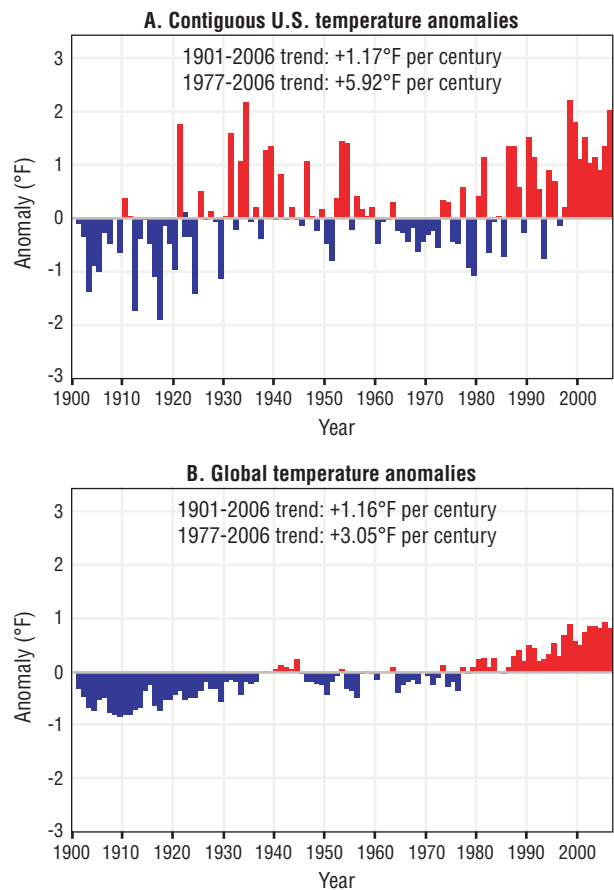 A. Contiguous U.S. temperature anomalies
1901-2006 trend: +1.17°F per century
1977-2006 trend: +5.92°F per century
Anomaly (°F)
3
2
1
0
-1
-2
-3
1900 1910 1920 1930 1940 1950 1960 1970 1980 1990 2000
Year
B. Global temperature anomalies
1901-2006 trend: +1.16°F per century
1977-2006 trend: +3.05°F per century
Anomaly (°F)
3
2
1
0
-1
-2
-3
1900 1910 1920 1930 1940 1950 1960 1970 1980 1990 2000
Year